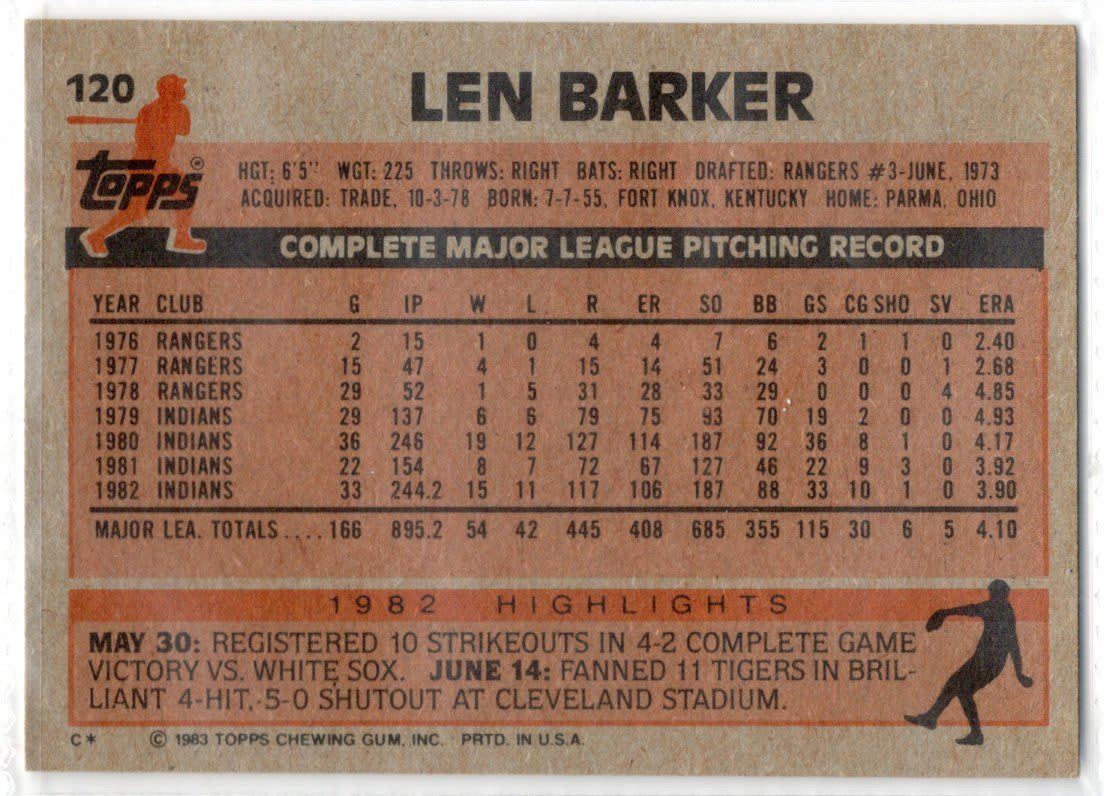 120
LEN BARKER
topps®
HGT: 6'5" WGT: 225 THROWS: RIGHT BATS: RIGHT DRAFTED: RANGERS #3-JUNE, 1973
ACQUIRED: TRADE, 10-3-78 BORN: 7-7-55, FORT KNOX, KENTUCKY HOME: PARMA, OHIO
COMPLETE MAJOR LEAGUE PITCHING RECORD
YEAR CLUB G IP W L R ER SO BB GS CG SHO SV ERA
1976 RANGERS 2 15 1 0 4 4 7 6 2 1 1 0 2.40
1977 RANGERS 15 47 4 1 15 14 51 24 3 0 0 1 2.68
1978 RANGERS 29 52 1 5 31 28 33 29 0 0 0 4 4.85
1979 INDIANS 29 137 6 6 79 75 93 70 19 2 0 0 4.93
1980 INDIANS 36 246 19 12 127 114 187 92 36 8 1 0 4.17
1981 INDIANS 22 154 8 7 72 67 127 46 22 9 3 0 3.92
1982 INDIANS 33 244.2 15 11 117 106 187 88 33 10 1 0 3.90
MAJOR LEA. TOTALS.... 166 895.2 54 42 445 408 685 355 115 30 6 5 4.10
1982 HIGHLIGHTS
MAY 30: REGISTERED 10 STRIKEOUTS IN 4-2 COMPLETE GAME
VICTORY VS. WHITE SOX. JUNE 14: FANNED 11 TIGERS IN BRIL-
LIANT 4-HIT, 5-0 SHUTOUT AT CLEVELAND STADIUM.
C* © 1983 TOPPS CHEWING GUM, INC. PRTD. IN U.S.A.